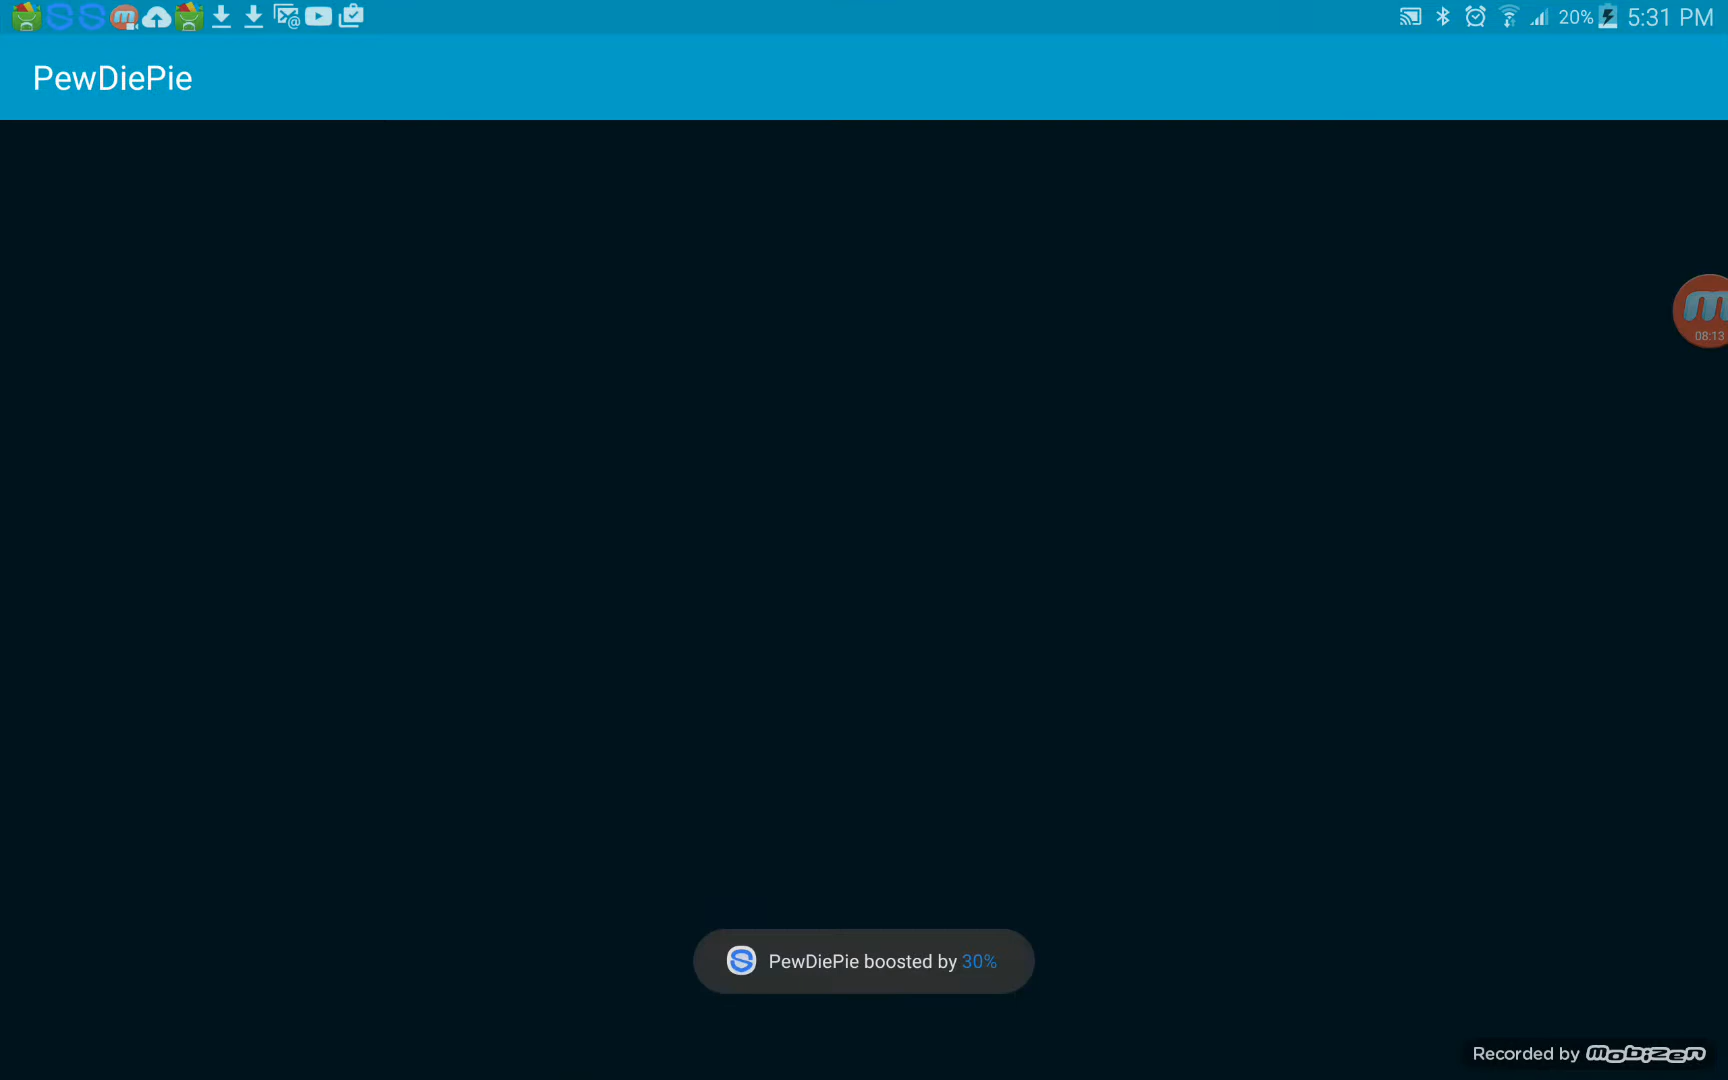 20% 5:31 PM
PewDiePie
m
08:13
PewDiePie boosted by 30%
Recorded by mobizen